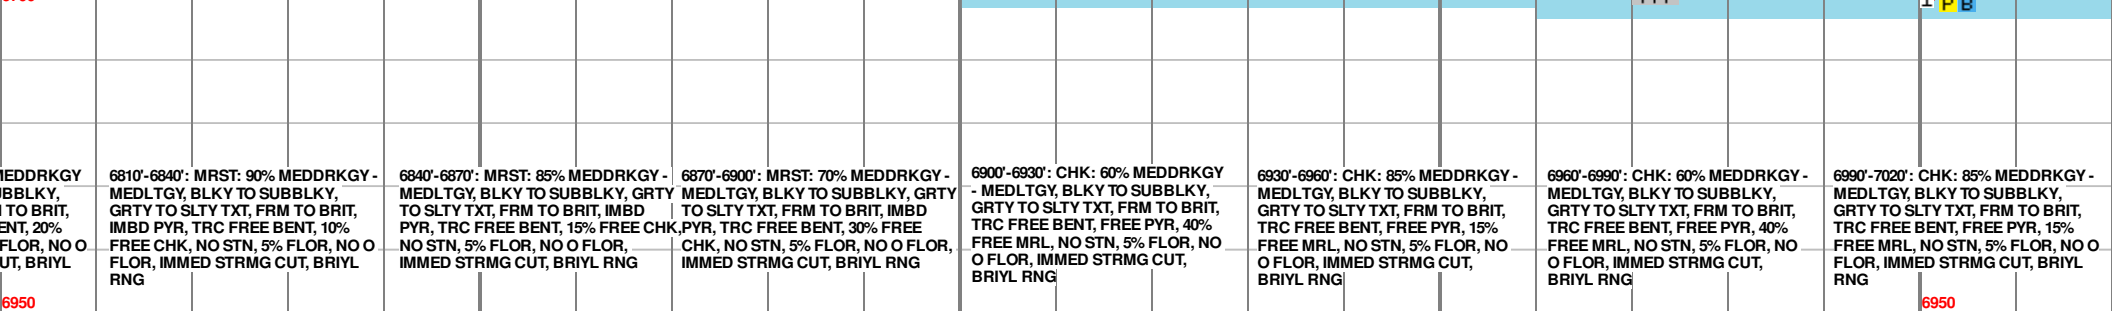 I P B
MEDDRKGY
TO BRIT,
ENT, 20%
FLOR, NO O
UT, BRIYL
6810'-6840': MRST: 90% MEDDRKGY -
MEDLTGY, BLKY TO SUBBLKY,
GRTY TO SLTY TXT, FRM TO BRIT,
IMBD PYR, TRC FREE BENT, 10%
FREE CHK, NO STN, 5% FLOR, NO O
FLOR, IMMED STRMG CUT, BRIYL
RNG
6840'-6870': MRST: 85% MEDDRKGY -
MEDLTGY, BLKY TO SUBBLKY, GRTY
TO SLTY TXT, FRM TO BRIT, IMBD
PYR, TRC FREE BENT, 15% FREE CHK,
NO STN, 5% FLOR, NO O FLOR,
IMMED STRMG CUT, BRIYL RNG
6870'-6900': MRST: 70% MEDDRKGY -
MEDLTGY, BLKY TO SUBBLKY, GRTY
TO SLTY TXT, FRM TO BRIT, IMBD
PYR, TRC FREE BENT, 30% FREE
CHK, NO STN, 5% FLOR, NO O FLOR,
IMMED STRMG CUT, BRIYL RNG
6900'-6930': CHK: 60% MEDDRKGY
- MEDLTGY, BLKY TO SUBBLKY,
GRTY TO SLTY TXT, FRM TO BRIT,
TRC FREE BENT, FREE PYR, 40%
FREE MRL, NO STN, 5% FLOR, NO
O FLOR, IMMED STRMG CUT,
BRIYL RNG
6930'-6960': CHK: 85% MEDDRKGY -
MEDLTGY, BLKY TO SUBBLKY,
GRTY TO SLTY TXT, FRM TO BRIT,
TRC FREE BENT, FREE PYR, 15%
FREE MRL, NO STN, 5% FLOR, NO
O FLOR, IMMED STRMG CUT,
BRIYL RNG
6960'-6990': CHK: 60% MEDDRKGY -
MEDLTGY, BLKY TO SUBBLKY,
GRTY TO SLTY TXT, FRM TO BRIT,
TRC FREE BENT, FREE PYR, 40%
FREE MRL, NO STN, 5% FLOR, NO
O FLOR, IMMED STRMG CUT,
BRIYL RNG
6990'-7020': CHK: 85% MEDDRKGY -
MEDLTGY, BLKY TO SUBBLKY,
GRTY TO SLTY TXT, FRM TO BRIT,
TRC FREE BENT, FREE PYR, 15%
FREE MRL, NO STN, 5% FLOR, NO O
FLOR, IMMED STRMG CUT, BRIYL
RNG
6950
6950